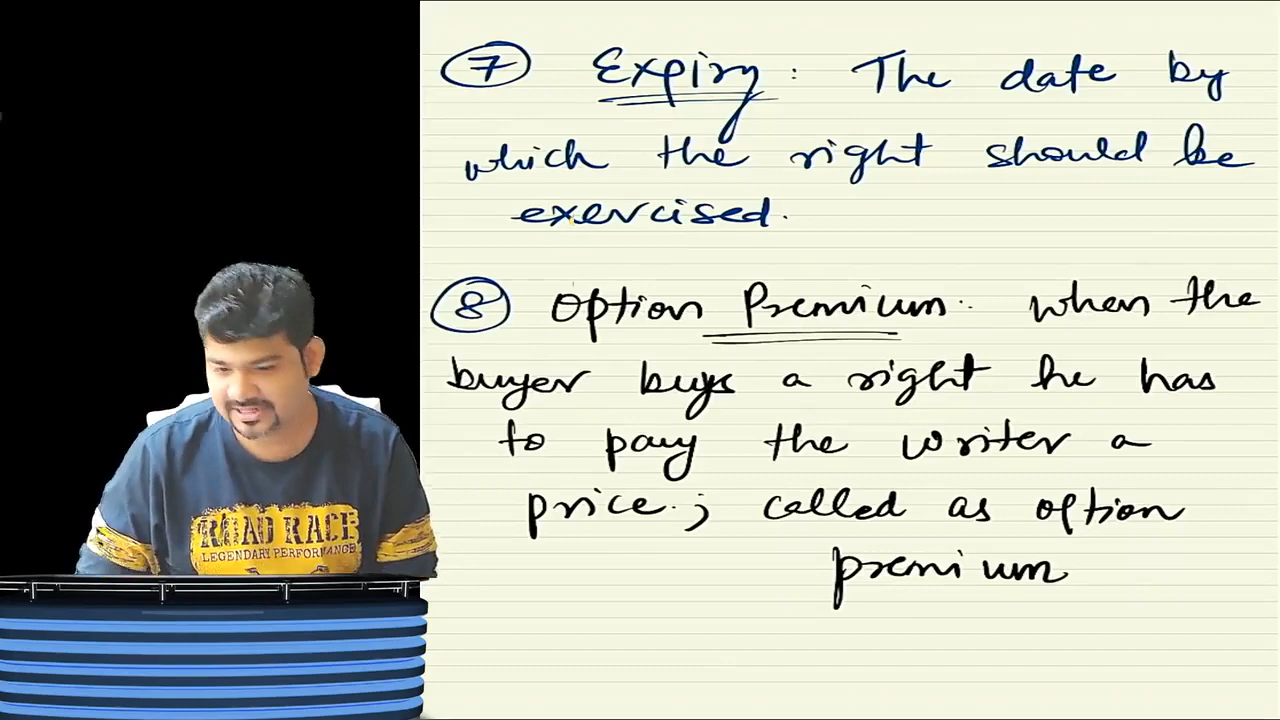 7 Expiry : The date by
which the right should be
exercised.
8 Option Premium : When the
buyer buys a right he has
to pay the writer a
price.; called as option
premium
ROAD RACE
LEGENDARY PERFORMANCE